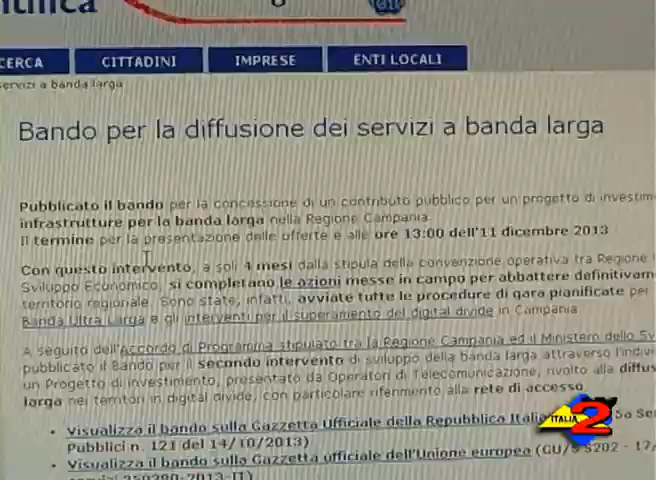 CERCA CITTADINI IMPRESE ENTI LOCALI
servizi a banda larga
Bando per la diffusione dei servizi a banda larga
Pubblicato il bando per la concessione di un contributo pubblico per un progetto di investim
infrastrutture per la banda larga nella Regione Campania.
Il termine per la presentazione delle offerte è alle ore 13:00 dell'11 dicembre 2013
Con questo intervento, a soli 4 mesi dalla stipula della convenzione operativa tra Regione
Sviluppo Economico, si completano le azioni messe in campo per abbattere definitivam
territorio regionale. Sono state, infatti, avviate tutte le procedure di gara pianificate per
Banda Ultra Larga e gli interventi per il superamento del digital divide in Campania
A seguito dell'Accordo di Programma stipulato tra la Regione Campania ed il Ministero dello Sv
pubblicato il Bando per il secondo intervento di sviluppo della banda larga attraverso l'indivi
un Progetto di investimento, presentato da Operatori di Telecomunicazione, rivolto alla diffus
larga nei territori in digital divide, con particolare riferimento alla rete di accesso.
• Visualizza il bando sulla Gazzetta Ufficiale della Repubblica Italia 5a Se
Pubblici n. 121 del 14/10/2013)
• Visualizza il bando sulla Gazzetta ufficiale dell'Unione europea (GU/S S202 - 17/
ITALIA 2